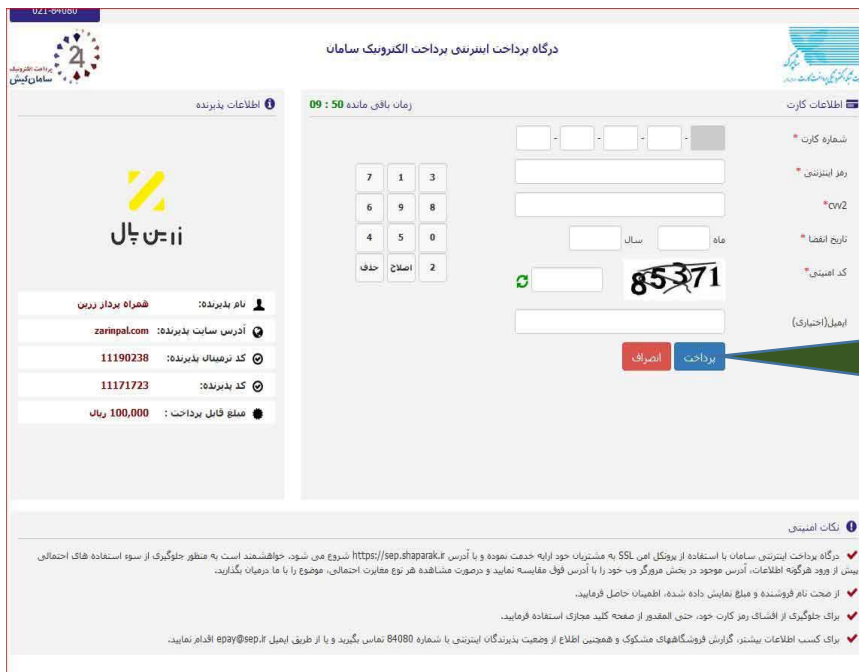 021-84080
درگاه پرداخت اینترنتی پرداخت الکترونیک سامان
21
پرداخت الکترونیک
سامان‌کیش
شاپرک
اطلاعات کارت
زمان باقی مانده 50 : 09
شماره کارت *
رمز اینترنتی *
cvv2*
تاریخ انقضا *
ماه
سال
کد امنیتی*
85371
ایمیل(اختیاری)
پرداخت
انصراف
7 1 3
6 9 8
4 5 0
حذف اصلاح 2
اطلاعات پذیرنده
زرین پال
نام پذیرنده: همراه پرداز زرین
آدرس سایت پذیرنده: zarinpal.com
کد ترمینال پذیرنده: 11190238
کد پذیرنده: 11171723
مبلغ قابل پرداخت : 100,000 ریال
نکات امنیتی
درگاه پرداخت اینترنتی سامان با استفاده از پروتکل امن SSL به مشتریان خود ارایه خدمت نموده و با آدرس https://sep.shaparak.ir شروع می شود. خواهشمند است به منظور جلوگیری از سوء استفاده های احتمالی
پیش از ورود هرگونه اطلاعات، آدرس موجود در بخش مرورگر وب خود را با آدرس فوق مقایسه نمایید و درصورت مشاهده هر نوع مغایرت احتمالی، موضوع را با ما درمیان بگذارید.
از صحت نام فروشنده و مبلغ نمایش داده شده، اطمینان حاصل فرمایید.
برای جلوگیری از افشای رمز کارت خود، حتی المقدور از صفحه کلید مجازی استفاده فرمایید.
برای کسب اطلاعات بیشتر، گزارش فروشگاههای مشکوک و همچنین اطلاع از وضعیت پذیرندگان اینترنتی با شماره 84080 تماس بگیرید و یا از طریق ایمیل epay@sep.ir اقدام نمایید.